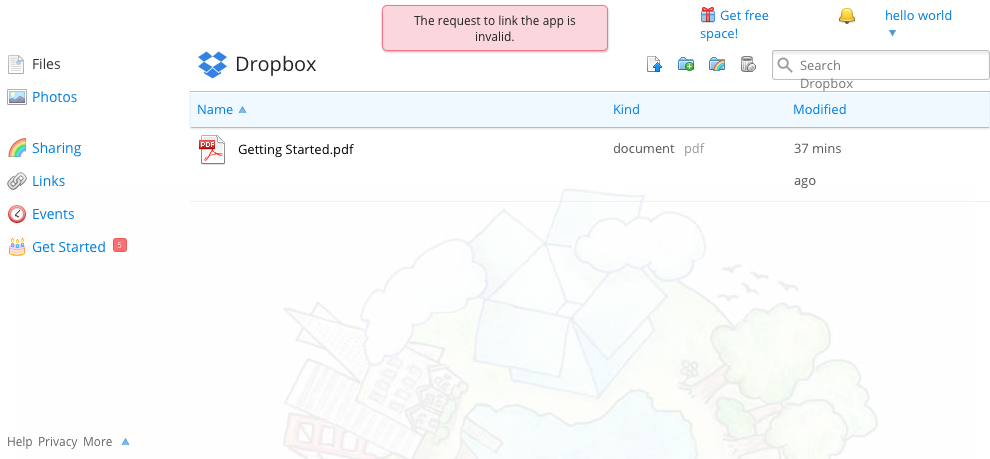 The request to link the app is
invalid.
Get free
space!
hello world
Files
Photos
Sharing
Links
Events
Get Started 5
Dropbox
Search
Dropbox
Name Kind Modified
PDF Getting Started.pdf document pdf 37 mins
ago
Help Privacy More